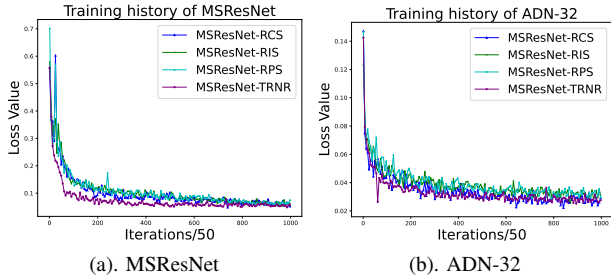 Training history of MSResNet
Loss Value
0.8
0.7
0.6
0.5
0.4
0.3
0.2
0.1
MSResNet-RCS
MSResNet-RIS
MSResNet-RPS
MSResNet-TRNR
0 200 400 600 800 1000
Iterations/50
(a). MSResNet
Training history of ADN-32
Loss Value
0.16
0.14
0.12
0.10
0.08
0.06
0.04
0.02
MSResNet-RCS
MSResNet-RIS
MSResNet-RPS
MSResNet-TRNR
0 200 400 600 800 1000
Iterations/50
(b). ADN-32